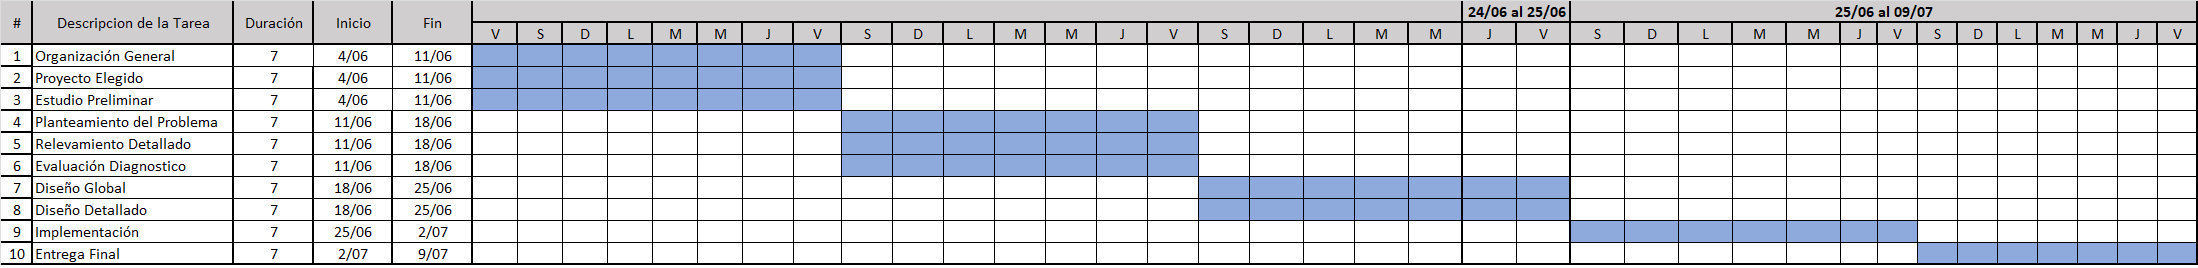 # Descripcion de la Tarea Duración Inicio Fin 24/06 al 25/06 25/06 al 09/07
V S D L M M J V S D L M M J V S D L M M J V S D L M M J V S D L M M J V
1 Organización General 7 4/06 11/06
2 Proyecto Elegido 7 4/06 11/06
3 Estudio Preliminar 7 4/06 11/06
4 Planteamiento del Problema 7 11/06 18/06
5 Relevamiento Detallado 7 11/06 18/06
6 Evaluación Diagnostico 7 11/06 18/06
7 Diseño Global 7 18/06 25/06
8 Diseño Detallado 7 18/06 25/06
9 Implementación 7 25/06 2/07
10 Entrega Final 7 2/07 9/07